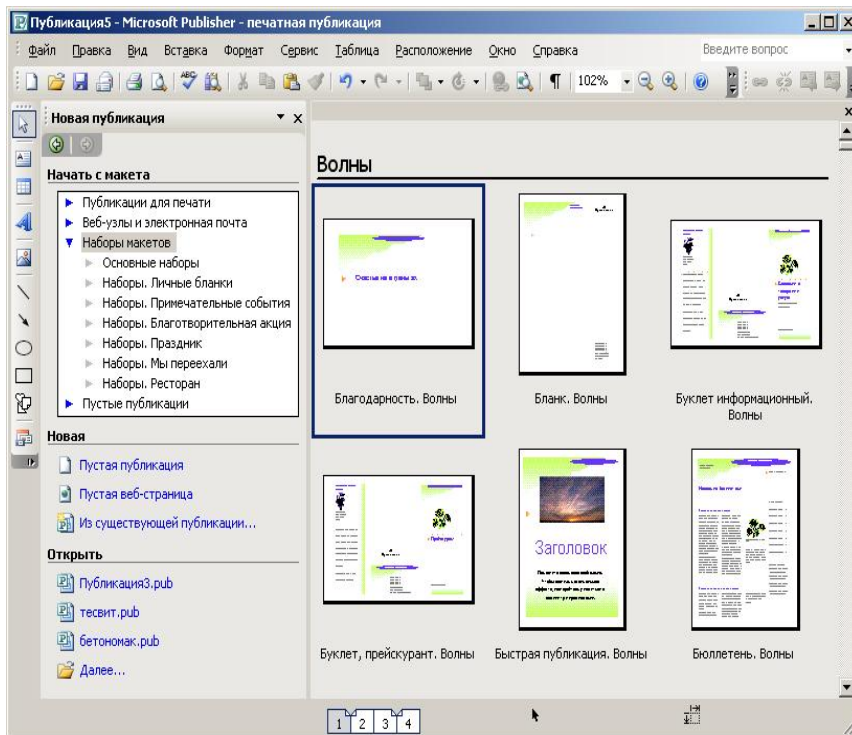 Публикация5 - Microsoft Publisher - печатная публикация
Файл Правка Вид Вставка Формат Сервис Таблица Расположение Окно Справка Введите вопрос
ABC 102%
Новая публикация
Начать с макета
Публикации для печати
Веб-узлы и электронная почта
Наборы макетов
Основные наборы
Наборы. Личные бланки
Наборы. Примечательные события
Наборы. Благотворительная акция
Наборы. Праздник
Наборы. Мы переехали
Наборы. Ресторан
Пустые публикации
Новая
Пустая публикация
Пустая веб-страница
Из существующей публикации...
Открыть
Публикация3.pub
тесвит.pub
бетономак.pub
Далее...
Волны
Благодарность. Волны
Бланк. Волны
Буклет информационный.
Волны
Заголовок
Буклет, прейскурант. Волны
Быстрая публикация. Волны
Бюллетень. Волны
1 2 3 4